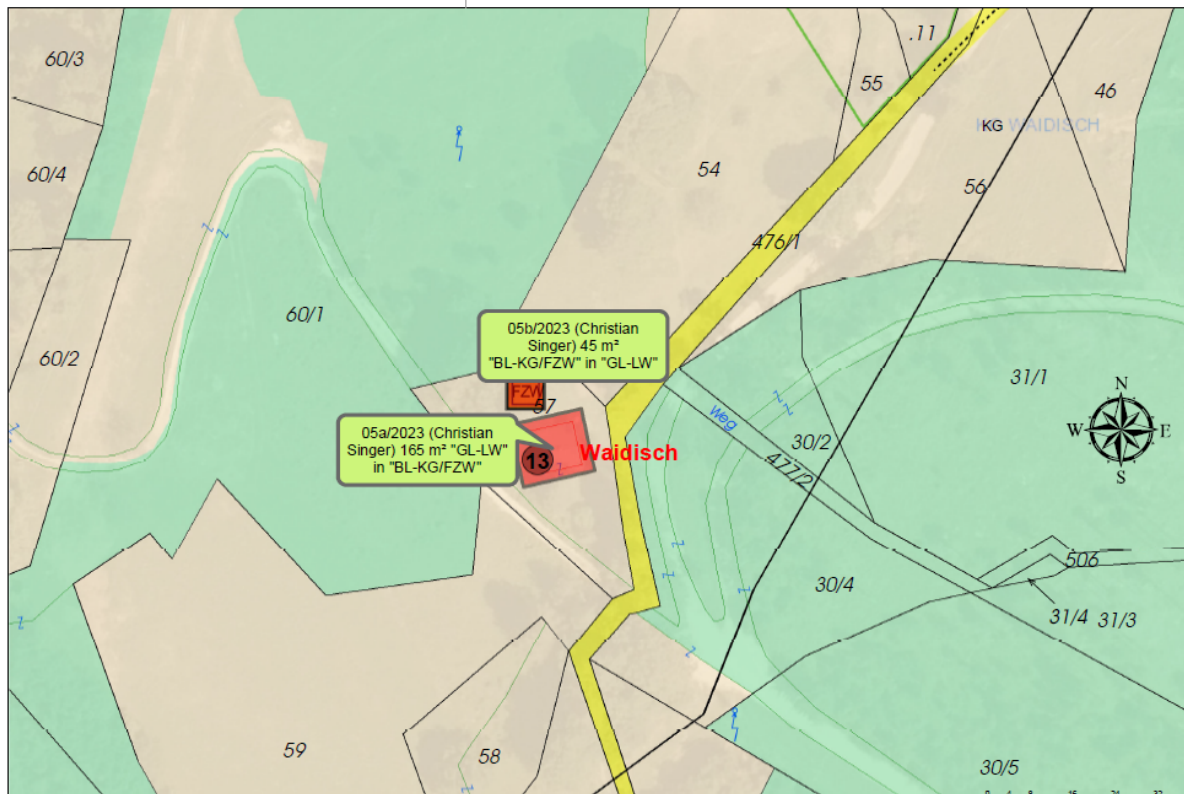 60/3
.11
55
46
KG WAIDISCH
KG
60/4
54
56
476/1
60/1
60/2
05b/2023 (Christian
Singer) 45 m²
"BL-KG/FZW" in "GL-LW"
FZW
57
31/1
N
W
E
S
weg
30/2
477/2
05a/2023 (Christian
Singer) 165 m² "GL-LW"
in "BL-KG/FZW"
13
Waidisch
506
30/4
31/4
31/3
59
58
30/5